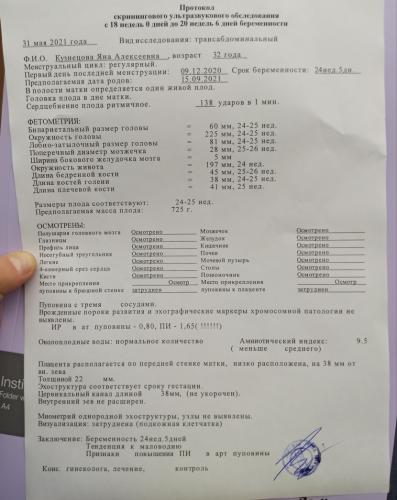 Протокол
скринингового ультразвукового обследования
с 18 недель 0 дней до 20 недель 6 дней беременности
31 мая 2021 года Вид исследования: трансабдоминальный
Ф.И.О. Кузнецова Яна Алексеевна , возраст 32 года
Менструальный цикл: регулярный.
Первый день последней менструации: 09.12.2020 Срок беременности: 24нед.5дн.
Предполагаемая дата родов: 15.09.2021
В полости матки определяется один живой плод.
Головка плода в дне матки.
Сердцебиение плода ритмичное. 138 ударов в 1 мин.
ФЕТОМЕТРИЯ:
Бипариетальный размер головы = 60 мм, 24-25 нед.
Окружность головы = 225 мм, 24-25 нед.
Лобно-затылочный размер головы = 81 мм, 24-25 нед.
Поперечный диаметр мозжечка = 28 мм, 25-26 нед.
Ширина бокового желудочка мозга = 5 мм
Окружность живота = 197 мм, 24 нед.
Длина бедренной кости = 45 мм, 25-26 нед.
Длина костей голени = 38 мм, 24-25 нед.
Длина плечевой кости = 41 мм, 25 нед.
Размеры плода соответствуют: 24-25 нед.
Предполагаемая масса плода: 725 г.
ОСМОТРЕНЫ:
Полушария головного мозга Осмотрено Мозжечок Осмотрено
Глазницы Осмотрено Желудок Осмотрено
Профиль лица Осмотрено Кишечник Осмотрено
Носогубный треугольник Осмотрено Почки Осмотрено
Легкие Осмотрено Мочевой пузырь Осмотрено
4-камерный срез сердца Осмотрено Стопы Осмотрено
Кисти Осмотрено Позвоночник Осмотрено
Место прикрепления Осмотр Место прикрепления Осмотр
пуповины к брюшной стенке затруднен пуповины к плаценте затруднен
Пуповина с тремя сосудами.
Врожденные пороки развития и эхографические маркеры хромосомной патологии не
выявлены.
ИР в ат пуповины - 0,80, ПИ - 1,65( !!!!!!)
Околоплодные воды: нормальное количество Амниотический индекс: 9.5
( меньше среднего)
Плацента расположена по передней стенке матки, низко расположена, на 38 мм от
вн. зева
Толщиной 22 мм.
Эхоструктура соответствует сроку гестации.
Цервикальный канал длиной 38мм, (не укорочен).
Внутренний зев не расширен.
Миометрий однородной эхоструктуры, узлы не выявлены.
Визуализация: затруднена (подкожная клетчатка)
Заключение: Беременность 24нед.5дней
Тенденция к маловодию
Признаки повышения ПИ в арт пуповины
Конс. гинеколога, лечение, контроль
Insti
Folder w
A4